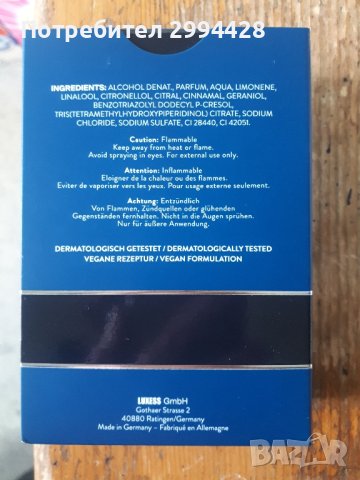 Потребител 2994428
INGREDIENTS: ALCOHOL DENAT., PARFUM, AQUA, LIMONENE,
LINALOOL, CITRONELLOL, CITRAL, CINNAMAL, GERANIOL,
BENZOTRIAZOLYL DODECYL P-CRESOL,
TRIS(TETRAMETHYLHYDROXYPIPERIDINOL) CITRATE, SODIUM
CHLORIDE, SODIUM SULFATE, CI 28440, CI 42051.
Caution: Flammable
Keep away from heat or flame.
Avoid spraying in eyes. For external use only.
Attention: Inflammable
Eloigner de la chaleur ou des flammes.
Eviter de vaporiser vers les yeux. Pour usage externe seulement.
Achtung: Entzündlich
Von Flammen, Zündquellen oder glühenden
Gegenständen fernhalten. Nicht in die Augen sprühen.
Nur für äußere Anwendung.
DERMATOLOGISCH GETESTET / DERMATOLOGICALLY TESTED
VEGANE REZEPTUR / VEGAN FORMULATION
LUXESS GmbH
Gothaer Strasse 2
40880 Ratingen/Germany
Made in Germany – Fabriqué en Allemagne
BAZAR